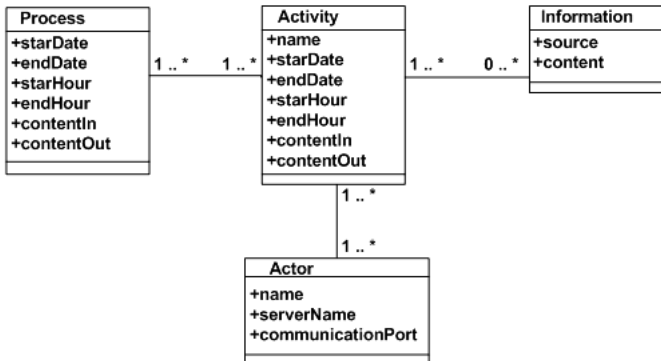 Process
+starDate
+endDate
+starHour
+endHour
+contentIn
+contentOut
1 .. *
1 .. *
Activity
+name
+starDate
+endDate
+starHour
+endHour
+contentIn
+contentOut
1 .. *
0 .. *
Information
+source
+content
1 .. *
1 .. *
Actor
+name
+serverName
+communicationPort